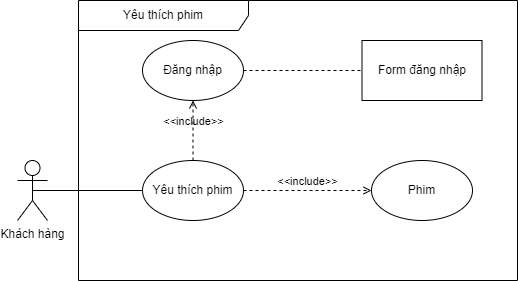 Yêu thích phim
Đăng nhập
Form đăng nhập
<<include>>
Yêu thích phim
<<include>>
Phim
Khách hàng